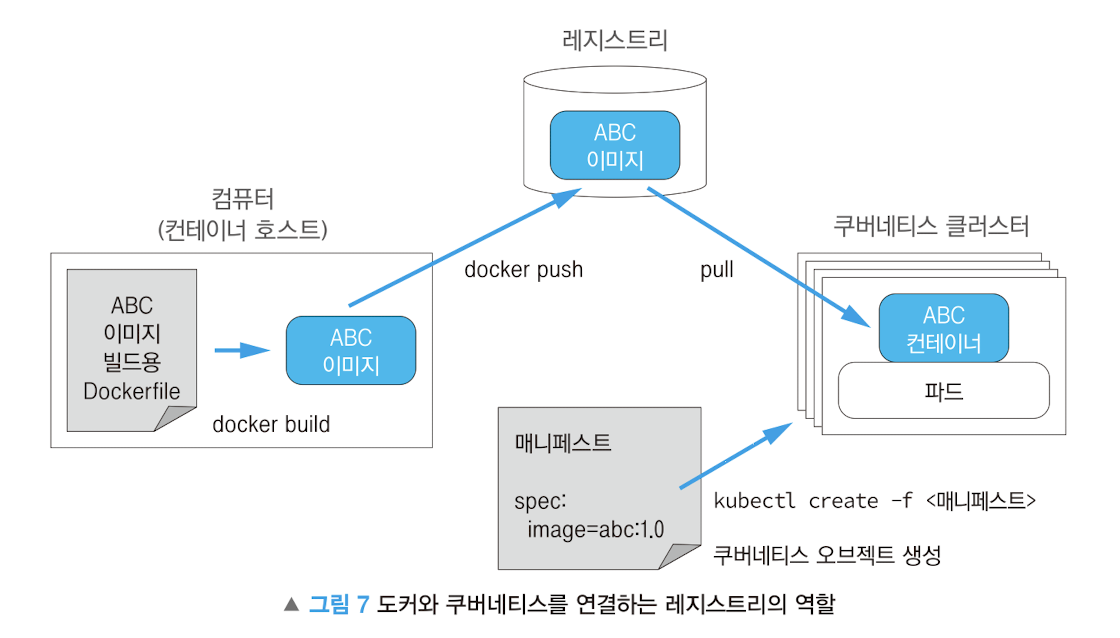 레지스트리
ABC
이미지
컴퓨터
(컨테이너 호스트)
ABC
이미지
빌드용
Dockerfile
docker build
ABC
이미지
docker push
pull
쿠버네티스 클러스터
ABC
컨테이너
파드
매니페스트
spec:
image=abc:1.0
kubectl create -f <매니페스트>
쿠버네티스 오브젝트 생성
▲ 그림 7 도커와 쿠버네티스를 연결하는 레지스트리의 역할